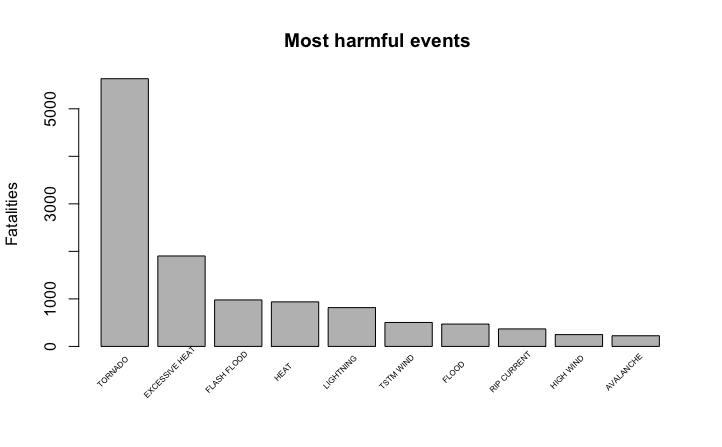 Most harmful events
Fatalities
5000
3000
1000
0
TORNADO
EXCESSIVE HEAT
FLASH FLOOD
HEAT
LIGHTNING
TSTM WIND
FLOOD
RIP CURRENT
HIGH WIND
AVALANCHE